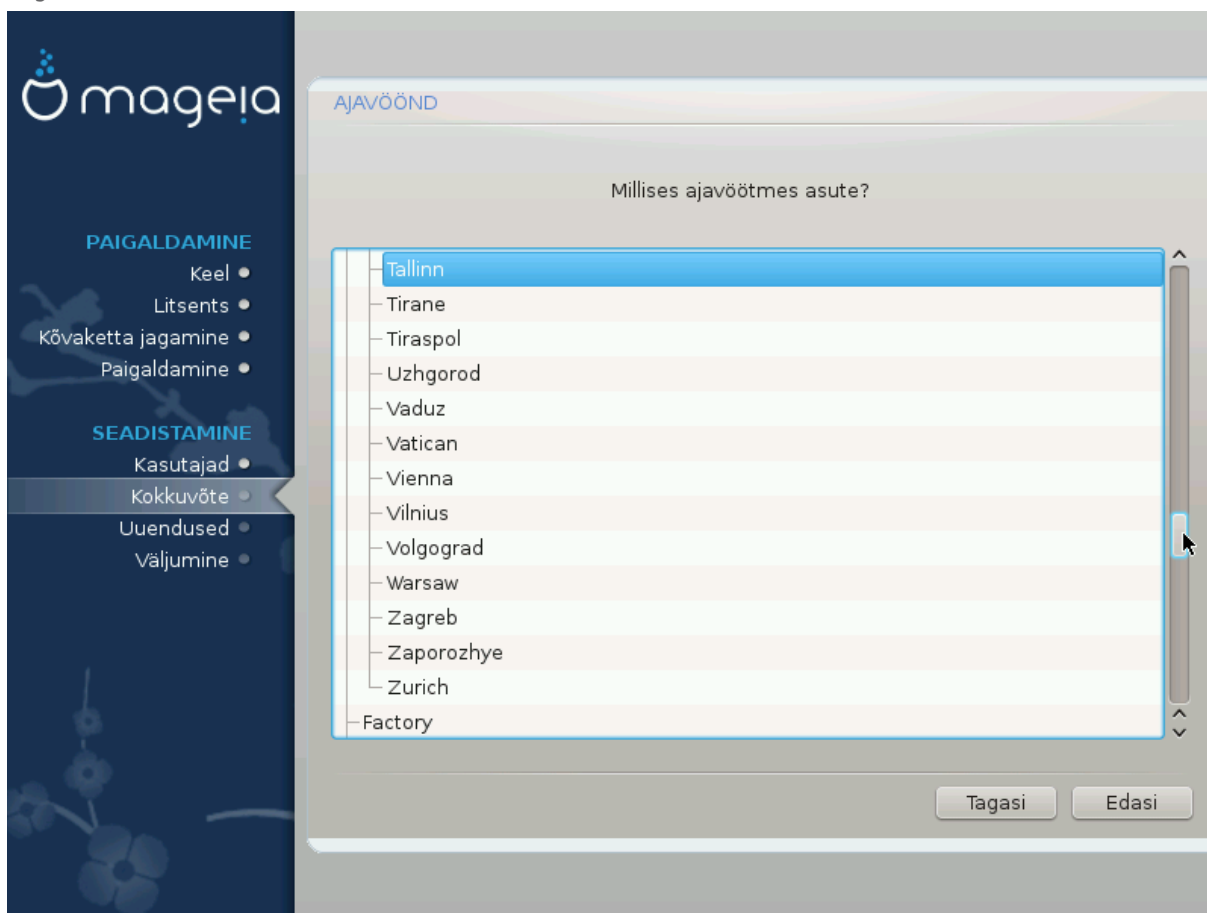 mageia
AJAVÖÖND
Millises ajavöötmes asute?
PAIGALDAMINE
Keel
Litsents
Kõvaketta jagamine
Paigaldamine
SEADISTAMINE
Kasutajad
Kokkuvõte
Uuendused
Väljumine
Tallinn
Tirane
Tiraspol
Uzhgorod
Vaduz
Vatican
Vienna
Vilnius
Volgograd
Warsaw
Zagreb
Zaporozhye
Zurich
Factory
Tagasi
Edasi